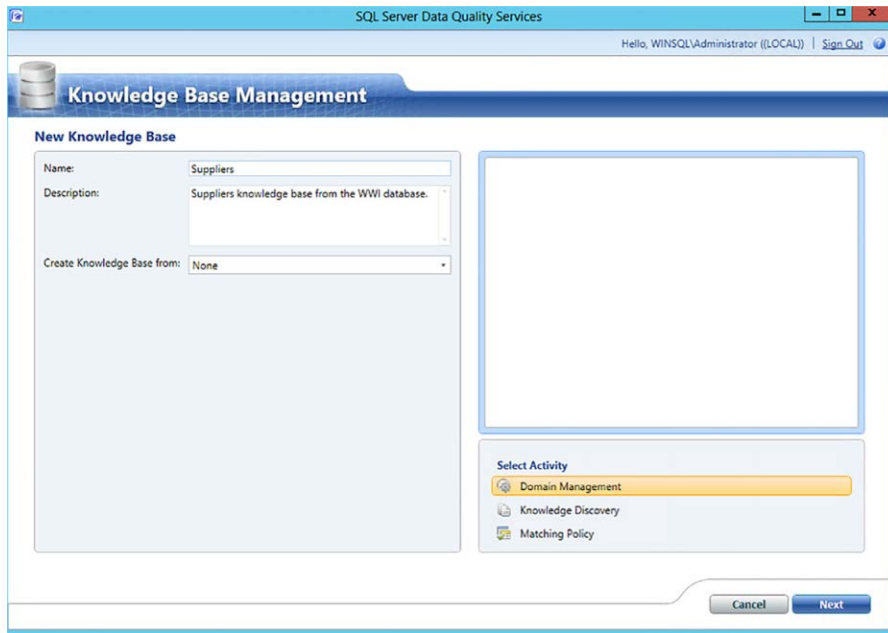 SQL Server Data Quality Services
Hello, WINSQL\Administrator ((LOCAL)) | Sign Out
Knowledge Base Management
New Knowledge Base
Name: Suppliers
Description: Suppliers knowledge base from the WWI database.
Create Knowledge Base from: None
Select Activity
Domain Management
Knowledge Discovery
Matching Policy
Cancel Next